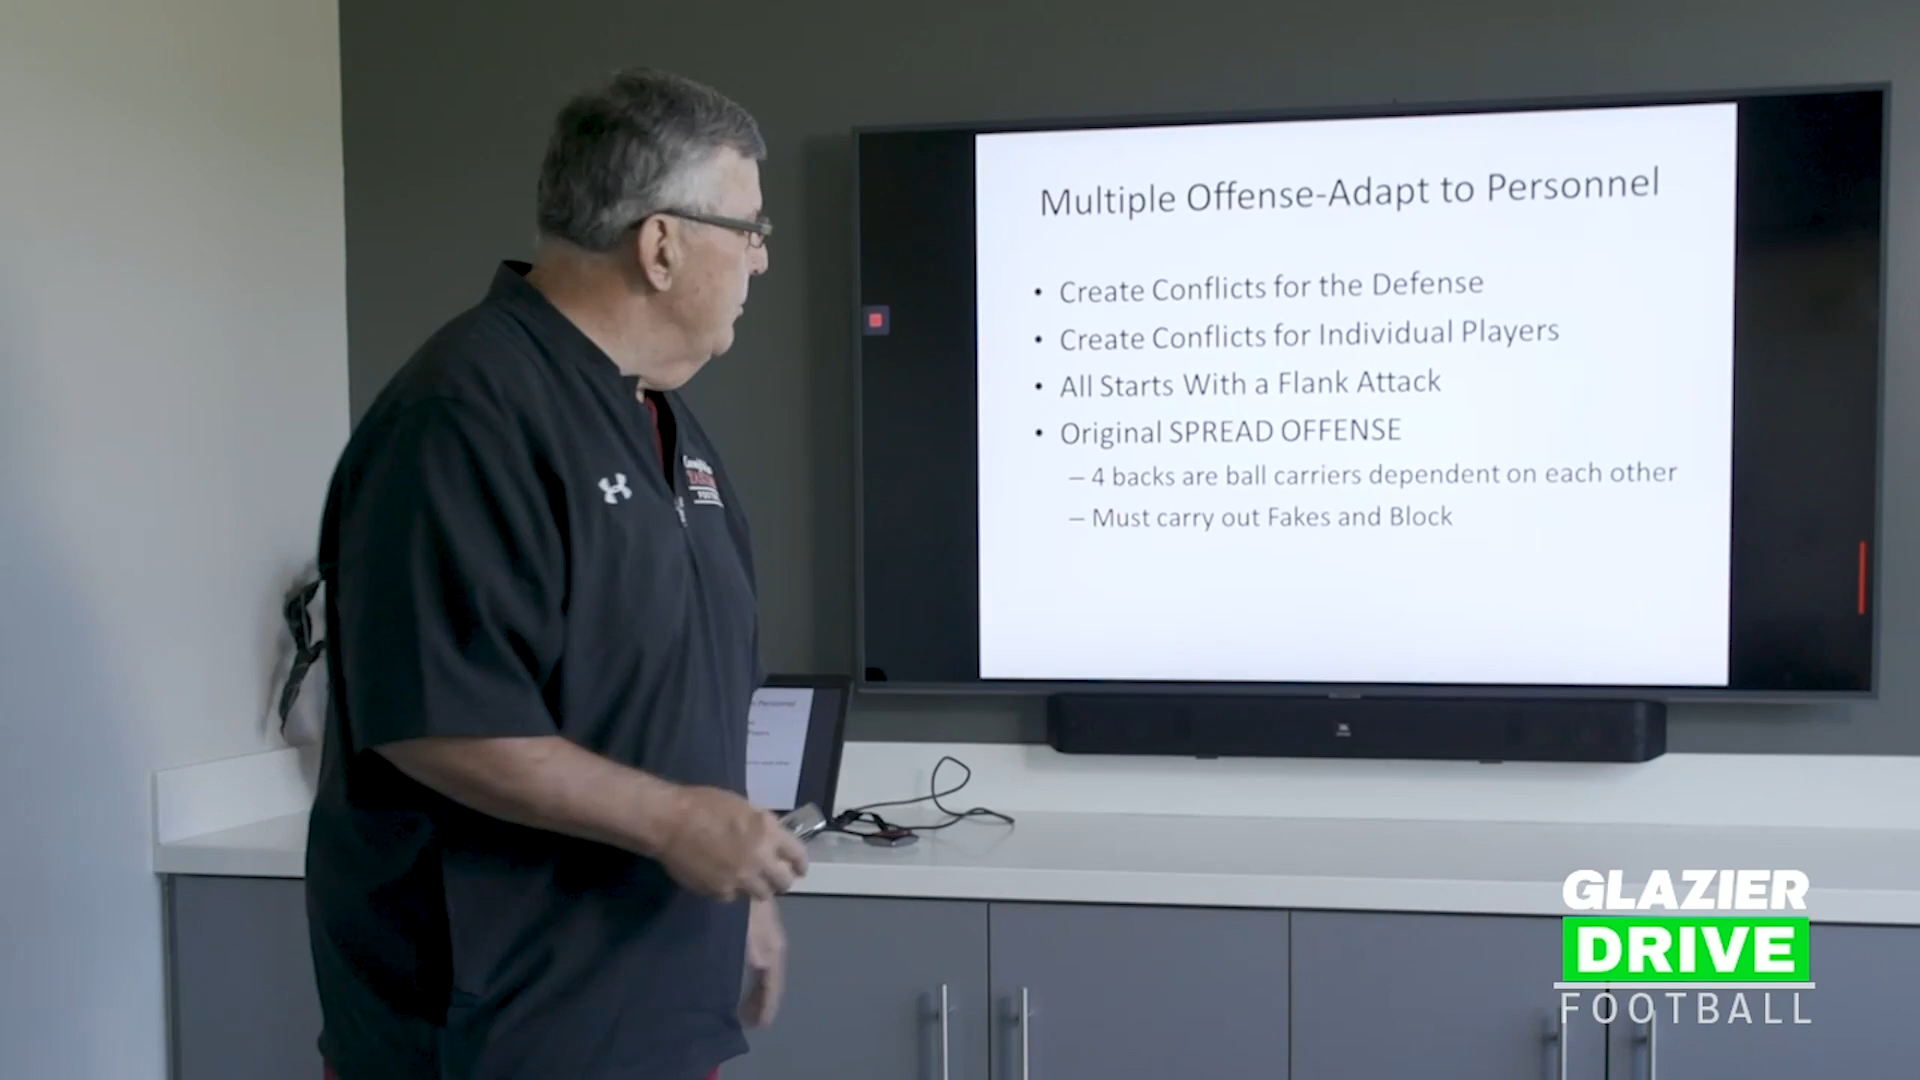 Multiple Offense-Adapt to Personnel
• Create Conflicts for the Defense
• Create Conflicts for Individual Players
• All Starts With a Flank Attack
• Original SPREAD OFFENSE
– 4 backs are ball carriers dependent on each other
– Must carry out Fakes and Block
JBL
GLAZIER
DRIVE
FOOTBALL